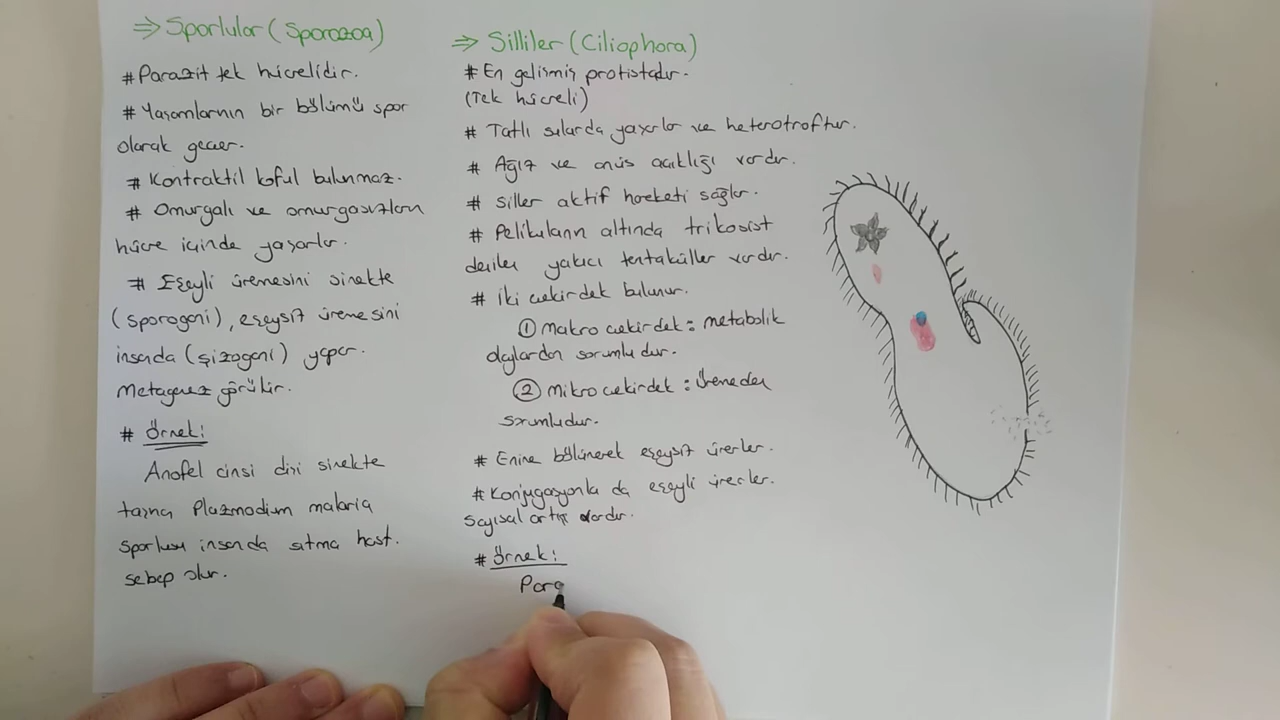 ⇒ Sporlular (Sporozoa)
# Parazit tek hücrelidir.
# Yaşamlarının bir bölümü spor
olarak geçer.
# Kontraktil koful bulunmaz.
# Omurgalı ve omurgasızların
hücre içinde yaşarlar.
# Eşeyli üremesini sinekte
(sporogoni), eşeysiz üremesini
insanda (şizogoni) yapar.
Metagenez görülür.
# Örnek:
Anofel cinsi dişi sinekte
taşınan Plazmodium malaria
sporlusu insanda sıtma hast.
sebep olur.
⇒ Silliler (Ciliophora)
# En gelişmiş protistadır.
(Tek hücreli)
# Tatlı sularda yaşarlar ve heterotroftur.
# Ağız ve anüs açıklığı vardır.
# Siller aktif hareketi sağlar.
# Pelikulanın altında trikosist
denilen yakıcı tentaküller vardır.
# İki çekirdek bulunur.
① Makro çekirdek: metabolik
olaylardan sorumludur.
② Mikro çekirdek: Üremeden
sorumludur.
# Enine bölünerek eşeysiz ürerler.
# Konjugasyonla da eşeyli ürerler.
Sayısal artış vardır.
# Örnek:
Para